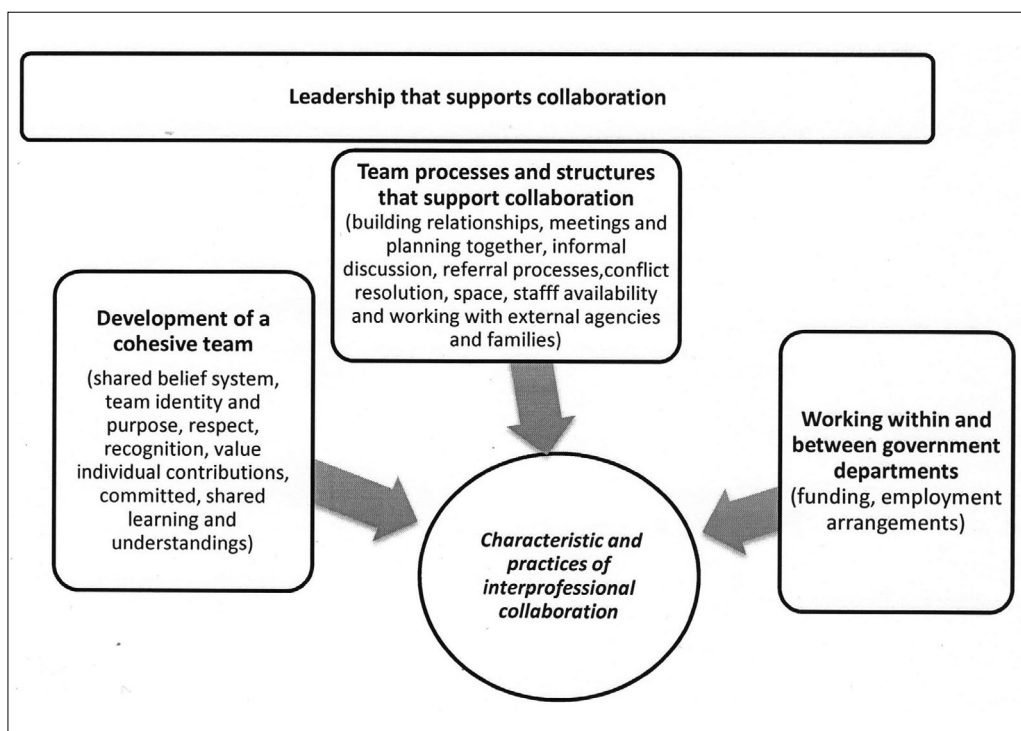 Leadership that supports collaboration
Team processes and structures
that support collaboration
(building relationships, meetings and
planning together, informal
discussion, referral processes,conflict
resolution, space, stafff availability
and working with external agencies
and families)
Development of a
cohesive team
(shared belief system,
team identity and
purpose, respect,
recognition, value
individual contributions,
committed, shared
learning and
understandings)
Working within and
between government
departments
(funding, employment
arrangements)
Characteristic and
practices of
interprofessional
collaboration